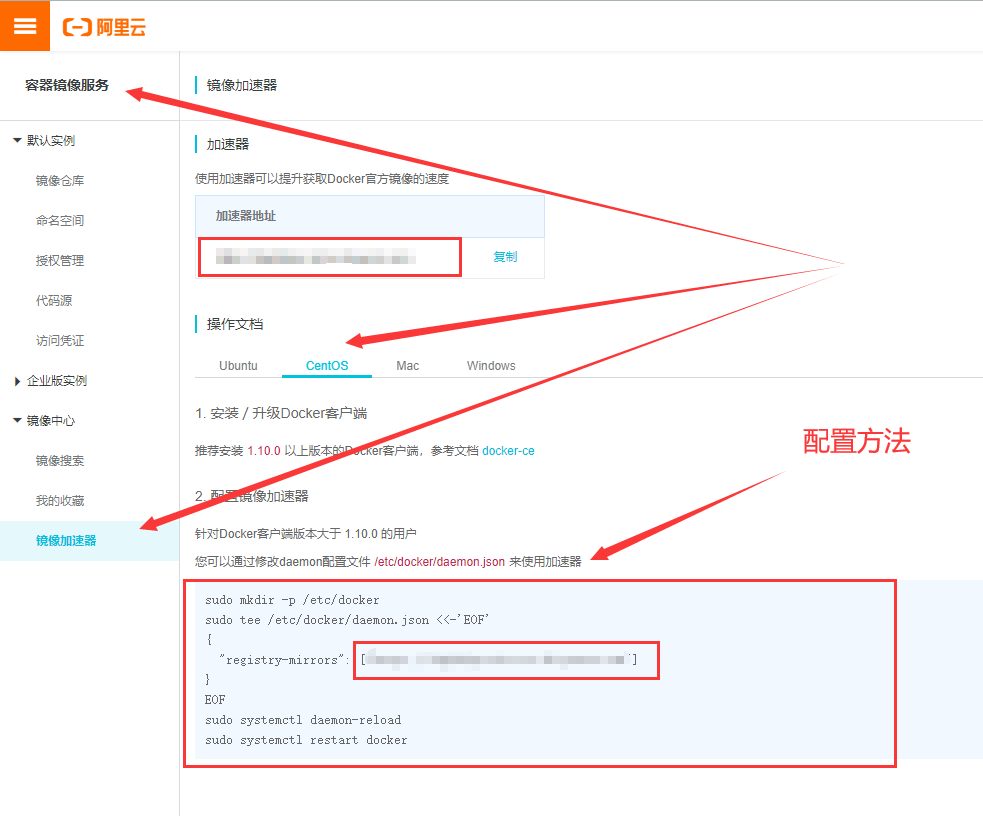 阿里云
容器镜像服务
默认实例
镜像仓库
命名空间
授权管理
代码源
访问凭证
企业版实例
镜像中心
镜像搜索
我的收藏
镜像加速器
镜像加速器
加速器
使用加速器可以提升获取Docker官方镜像的速度
加速器地址
复制
操作文档
Ubuntu CentOS Mac Windows
1. 安装 / 升级Docker客户端
推荐安装 1.10.0 以上版本的Docker客户端，参考文档 docker-ce
配置方法
2. 配置镜像加速器
针对Docker客户端版本大于 1.10.0 的用户
您可以通过修改daemon配置文件 /etc/docker/daemon.json 来使用加速器
sudo mkdir -p /etc/docker
sudo tee /etc/docker/daemon.json <<-'EOF'
{
"registry-mirrors": [ "]
}
EOF
sudo systemctl daemon-reload
sudo systemctl restart docker